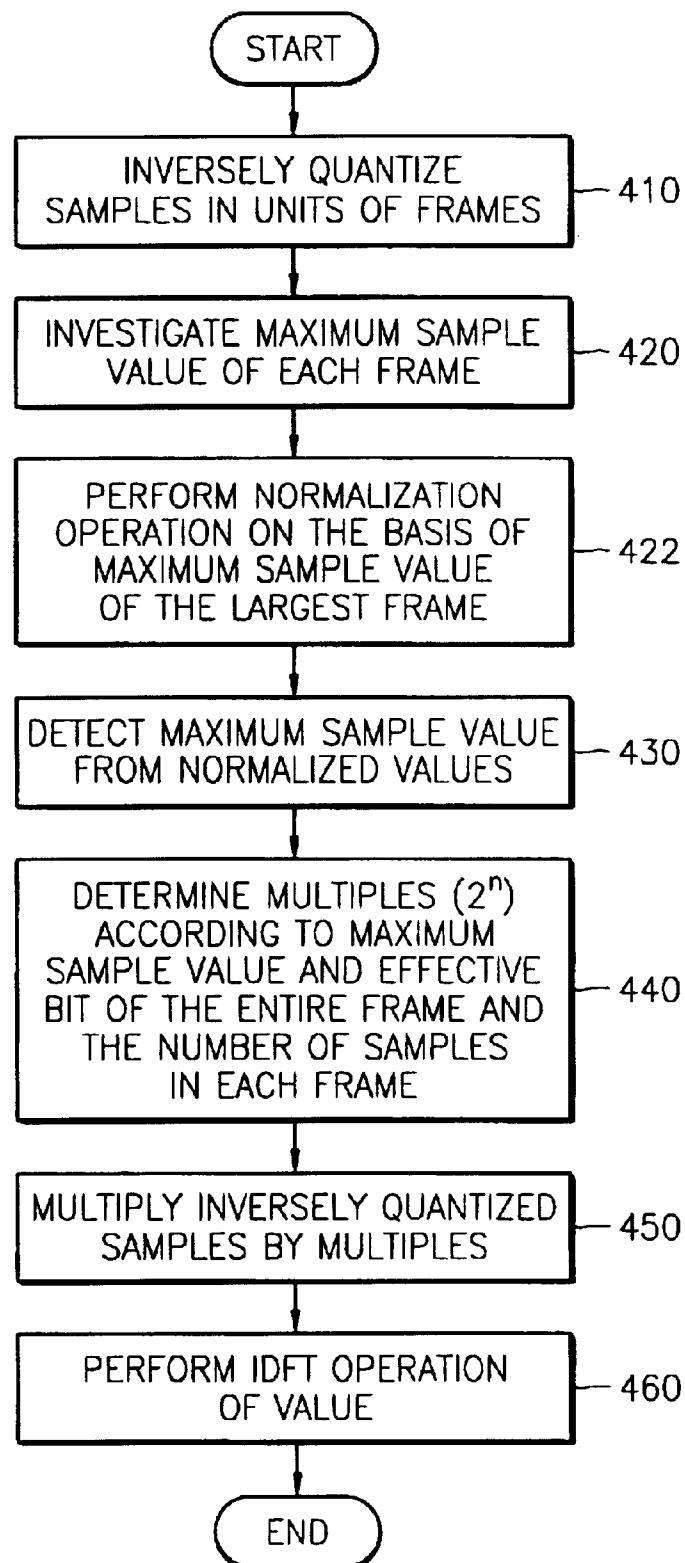 START
INVERSELY QUANTIZE
SAMPLES IN UNITS OF FRAMES
410
INVESTIGATE MAXIMUM SAMPLE
VALUE OF EACH FRAME
420
PERFORM NORMALIZATION
OPERATION ON THE BASIS OF
MAXIMUM SAMPLE VALUE
OF THE LARGEST FRAME
422
DETECT MAXIMUM SAMPLE VALUE
FROM NORMALIZED VALUES
430
DETERMINE MULTIPLES (2ⁿ)
ACCORDING TO MAXIMUM
SAMPLE VALUE AND EFFECTIVE
BIT OF THE ENTIRE FRAME AND
THE NUMBER OF SAMPLES
IN EACH FRAME
440
MULTIPLY INVERSELY QUANTIZED
SAMPLES BY MULTIPLES
450
PERFORM IDFT OPERATION
OF VALUE
460
END